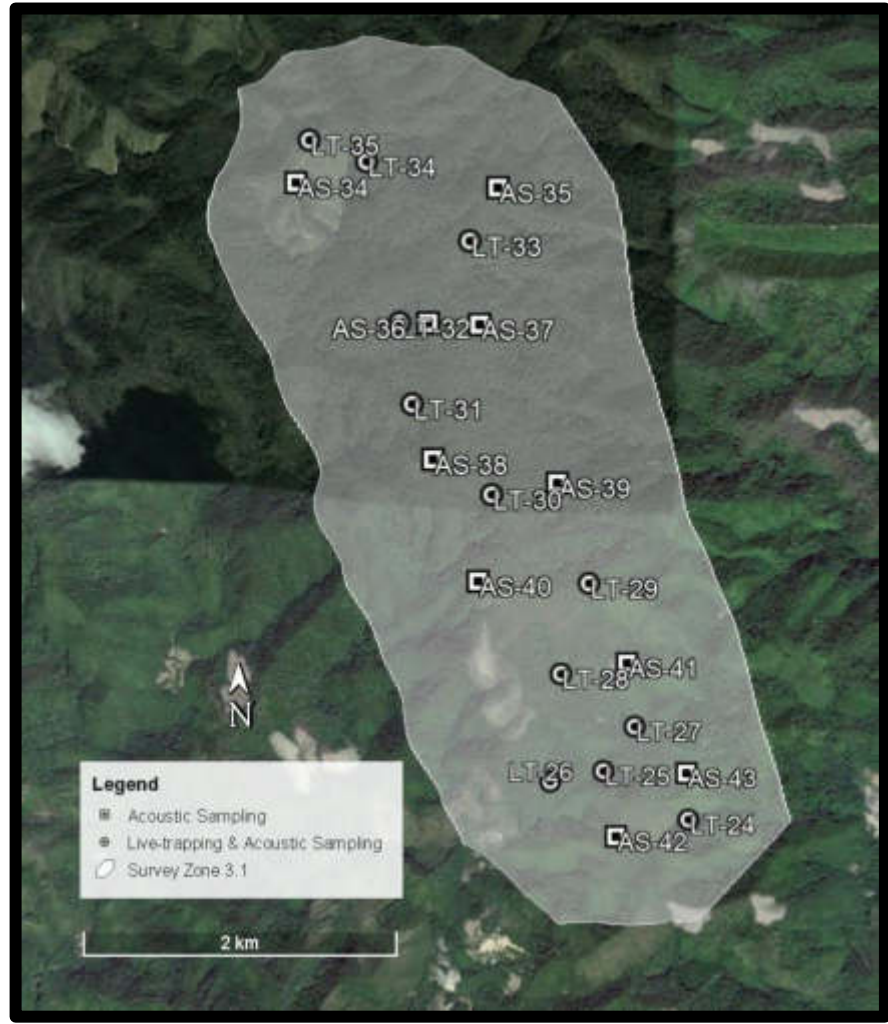 LT-35
LT-34
AS-34
AS-35
LT-33
AS-36
LT-32
AS-37
LT-31
AS-38
AS-39
LT-30
AS-40
LT-29
AS-41
LT-28
LT-27
LT-26
LT-25
AS-43
LT-24
AS-42
N
Legend
Acoustic Sampling
Live-trapping & Acoustic Sampling
Survey Zone 3.1
2 km